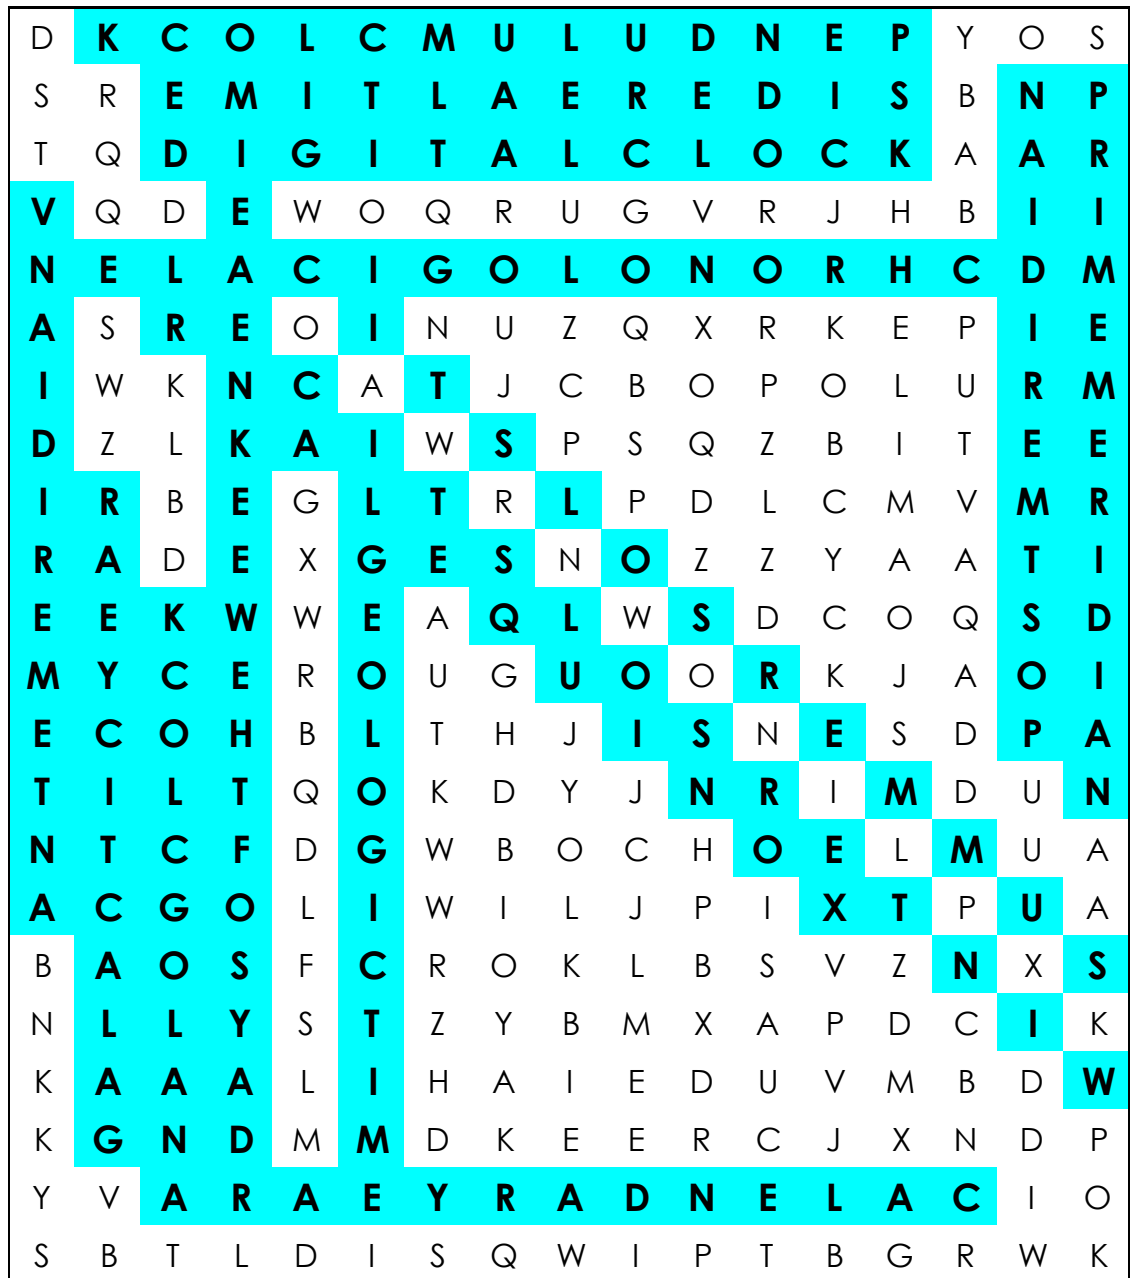 D K C O L C M U L U D N E P Y O S
S R E M I T L A E R E D I S B N P
T Q D I G I T A L C L O C K A A R
V Q D E W O Q R U G V R J H B I I
N E L A C I G O L O N O R H C D M
A S R E O I N U Z Q X R K E P I E
I W K N C A T J C B O P O L U R M
D Z L K A I W S P S Q Z B I T E E
I R B E G L T R L P D L C M V M R
R A D E X G E S N O Z Z Y A A T I
E E K W W E A Q L W S D C O Q S D
M Y C E R O U G U O O R K J A O I
E C O H B L T H J I S N E S D P A
T I L T Q O K D Y J N R I M D U N
N T C F D G W B O C H O E L M U A
A C G O L I W I L J P I X T P U A
B A O S F C R O K L B S V Z N X S
N L L Y S T Z Y B M X A P D C I K
K A A A L I H A I E D U V M B D W
K G N D M M D K E E R C J X N D P
Y V A R A E Y R A D N E L A C I O
S B T L D I S Q W I P T B G R W K